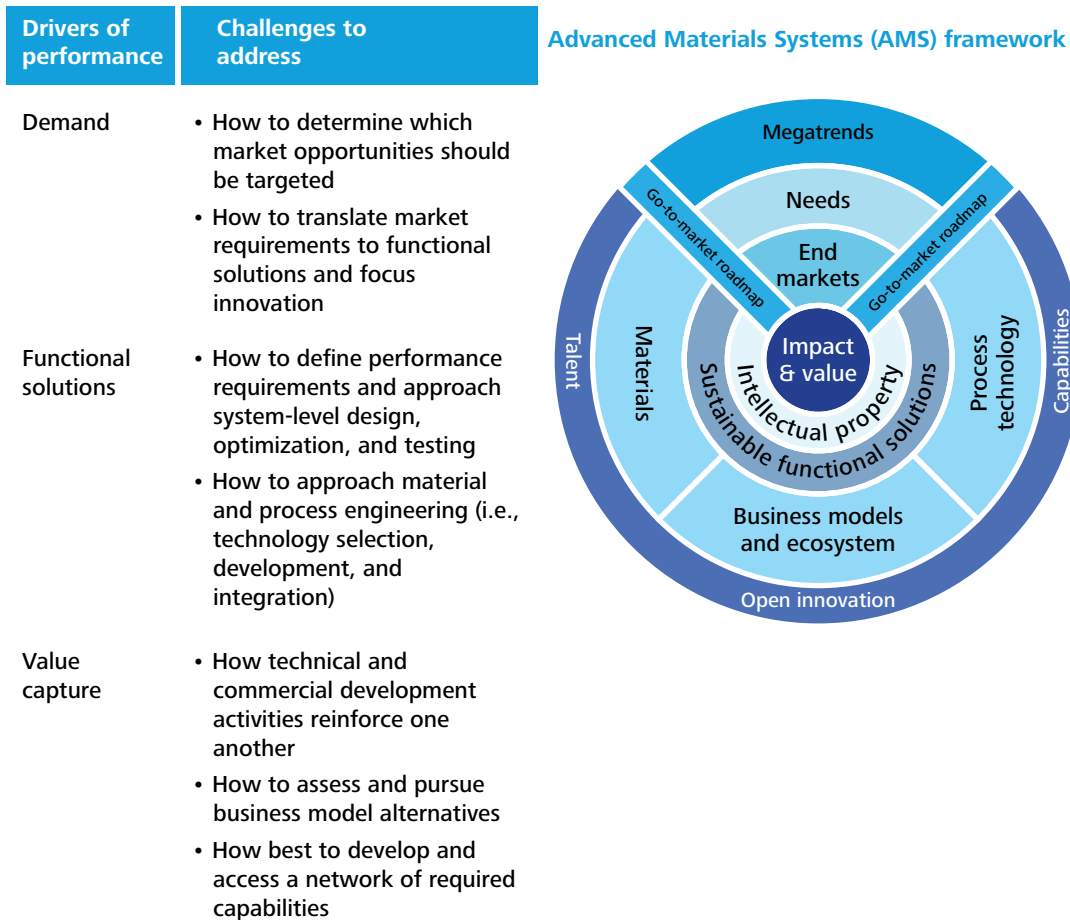 Drivers of
performance
Challenges to
address
Demand
• How to determine which
market opportunities should
be targeted
• How to translate market
requirements to functional
solutions and focus
innovation
Functional
solutions
• How to define performance
requirements and approach
system-level design,
optimization, and testing
• How to approach material
and process engineering (i.e.,
technology selection,
development, and
integration)
Value
capture
• How technical and
commercial development
activities reinforce one
another
• How to assess and pursue
business model alternatives
• How best to develop and
access a network of required
capabilities
Advanced Materials Systems (AMS) framework
Megatrends
Needs
End
markets
Go-to-market roadmap
Go-to-market roadmap
Impact
& value
Intellectual property
Sustainable functional solutions
Materials
Process
technology
Business models
and ecosystem
Talent
Capabilities
Open innovation